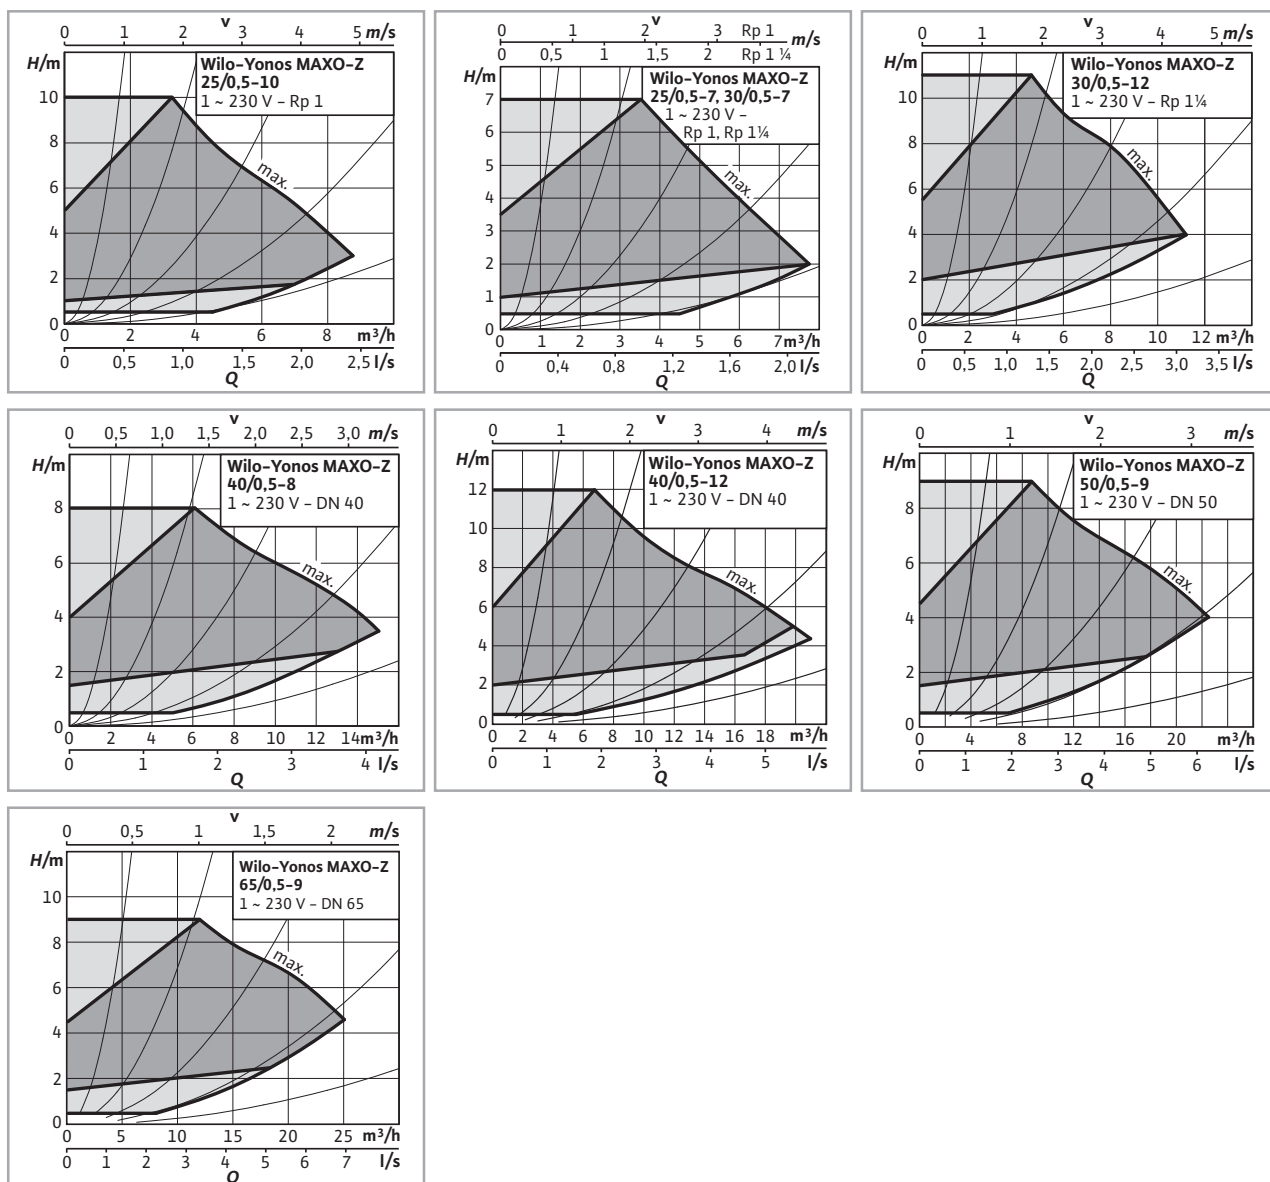 v
0 1 2 3 4 5 m/s
H/m
Wilo-Yonos MAXO-Z
25/0,5-10
1 ~ 230 V – Rp 1
10
8
6
4
2
0
max.
0 2 4 6 8 m³/h
0 0,5 1,0 1,5 2,0 2,5 l/s
Q
v
0 1 2 3 Rp 1
m/s
0 0,5 1 1,5 2 Rp 1 ¼
H/m
Wilo-Yonos MAXO-Z
25/0,5-7, 30/0,5-7
1 ~ 230 V –
Rp 1, Rp 1¼
7
6
5
4
3
2
1
0
max.
0 1 2 3 4 5 6 7 m³/h
0 0,4 0,8 1,2 1,6 2,0 l/s
Q
v
0 1 2 3 4 5 m/s
H/m
Wilo-Yonos MAXO-Z
30/0,5-12
1 ~ 230 V – Rp 1¼
10
8
6
4
2
0
max.
0 2 4 6 8 10 12 m³/h
0 0,5 1,0 1,5 2,0 2,5 3,0 3,5 l/s
Q
v
0 0,5 1,0 1,5 2,0 2,5 3,0 m/s
H/m
Wilo-Yonos MAXO-Z
40/0,5-8
1 ~ 230 V – DN 40
8
6
4
2
0
max.
0 2 4 6 8 10 12 14 m³/h
0 1 2 3 4 l/s
Q
v
0 1 2 3 4 m/s
H/m
Wilo-Yonos MAXO-Z
40/0,5-12
1 ~ 230 V – DN 40
12
10
8
6
4
2
0
max.
0 2 4 6 8 10 12 14 16 18 m³/h
0 1 2 3 4 5 l/s
Q
v
0 1 2 3 m/s
H/m
Wilo-Yonos MAXO-Z
50/0,5-9
1 ~ 230 V – DN 50
8
6
4
2
0
max.
0 4 8 12 16 20 m³/h
0 1 2 3 4 5 6 l/s
Q
v
0 0,5 1 1,5 2 m/s
H/m
Wilo-Yonos MAXO-Z
65/0,5-9
1 ~ 230 V – DN 65
10
8
6
4
2
0
max.
0 5 10 15 20 25 m³/h
0 1 2 3 4 5 6 7 l/s
Q